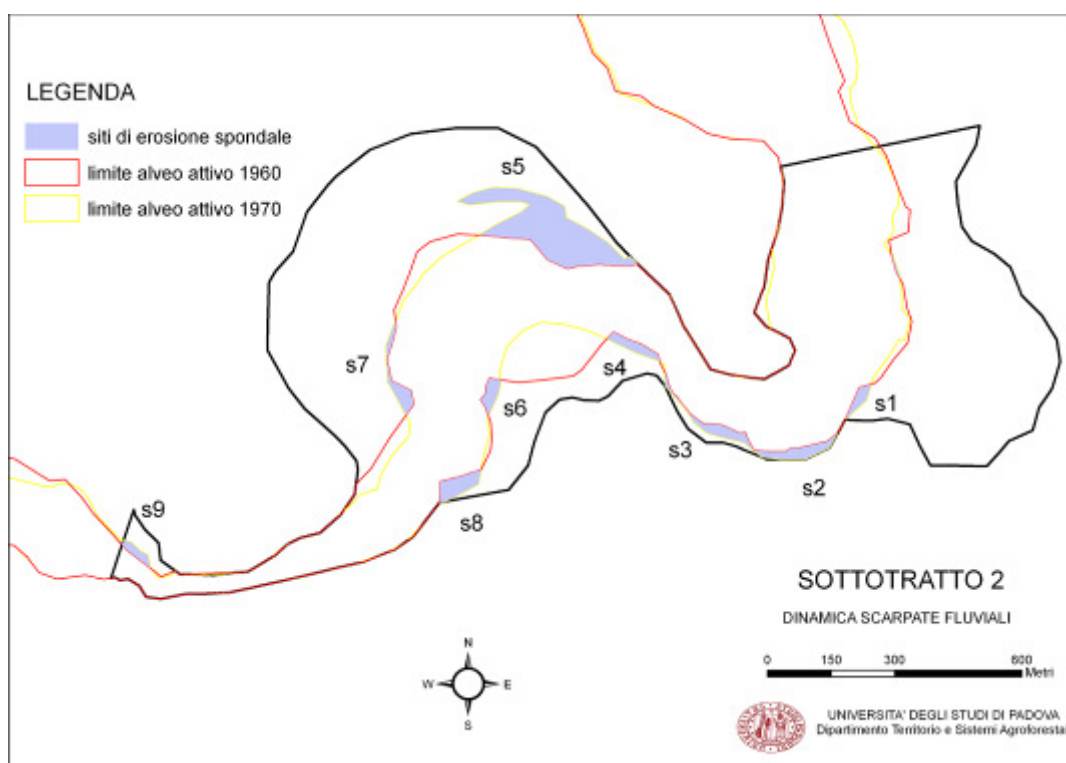 LEGENDA
siti di erosione spondale
limite alveo attivo 1960
limite alveo attivo 1970
s5
s7
s4
s6
s1
s3
s2
s8
s9
SOTTOTRATTO 2
DINAMICA SCARPATE FLUVIALI
0 150 300 600
Metri
N
W E
S
UNIVERSITA' DEGLI STUDI DI PADOVA
Dipartimento Territorio e Sistemi Agroforestal